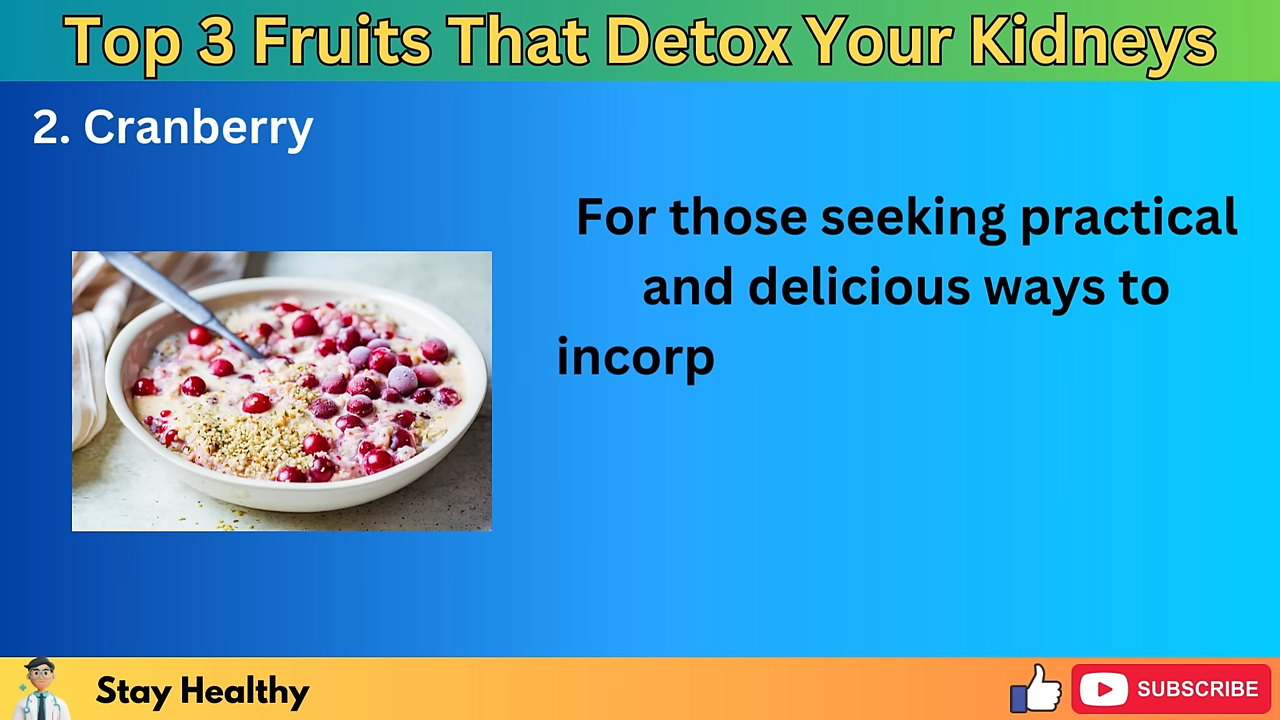 Top 3 Fruits That Detox Your Kidneys
2. Cranberry
For those seeking practical
and delicious ways to
incorp
Stay Healthy
SUBSCRIBE